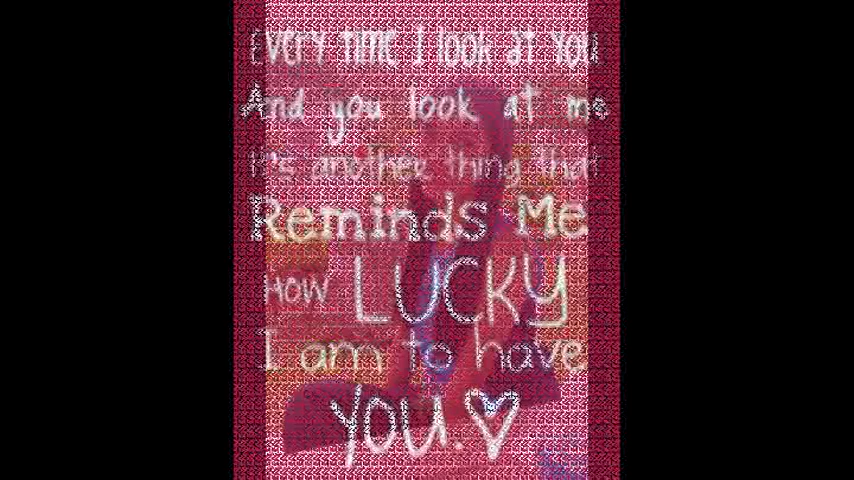 Every time I look at you
And you look at me
It's another thing that
Reminds Me
How LUCKY
I am to have
you.♡